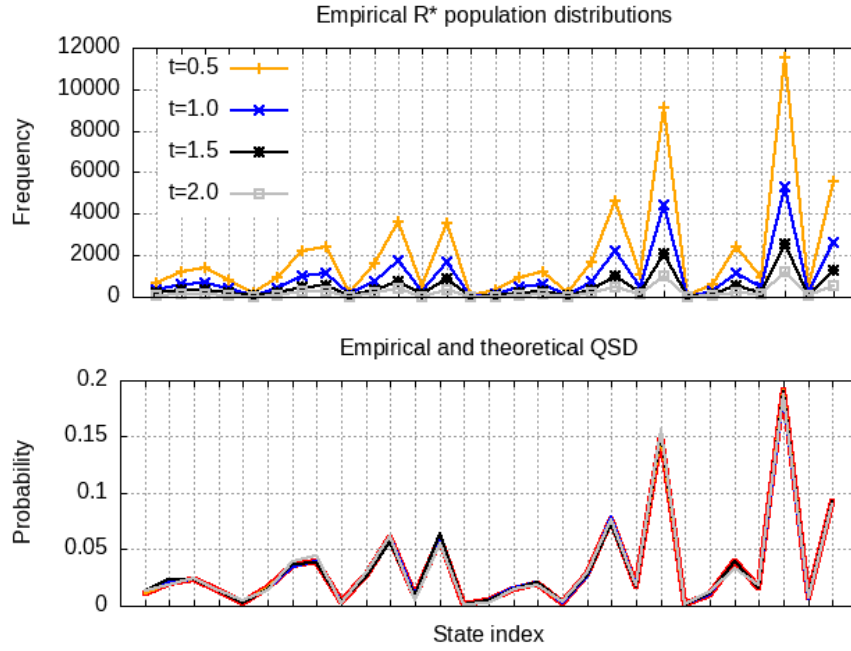 Empirical R* population distributions
12000
10000
8000
6000
4000
2000
0
Frequency
t=0.5
t=1.0
t=1.5
t=2.0
Empirical and theoretical QSD
0.2
0.15
0.1
0.05
0
Probability
State index